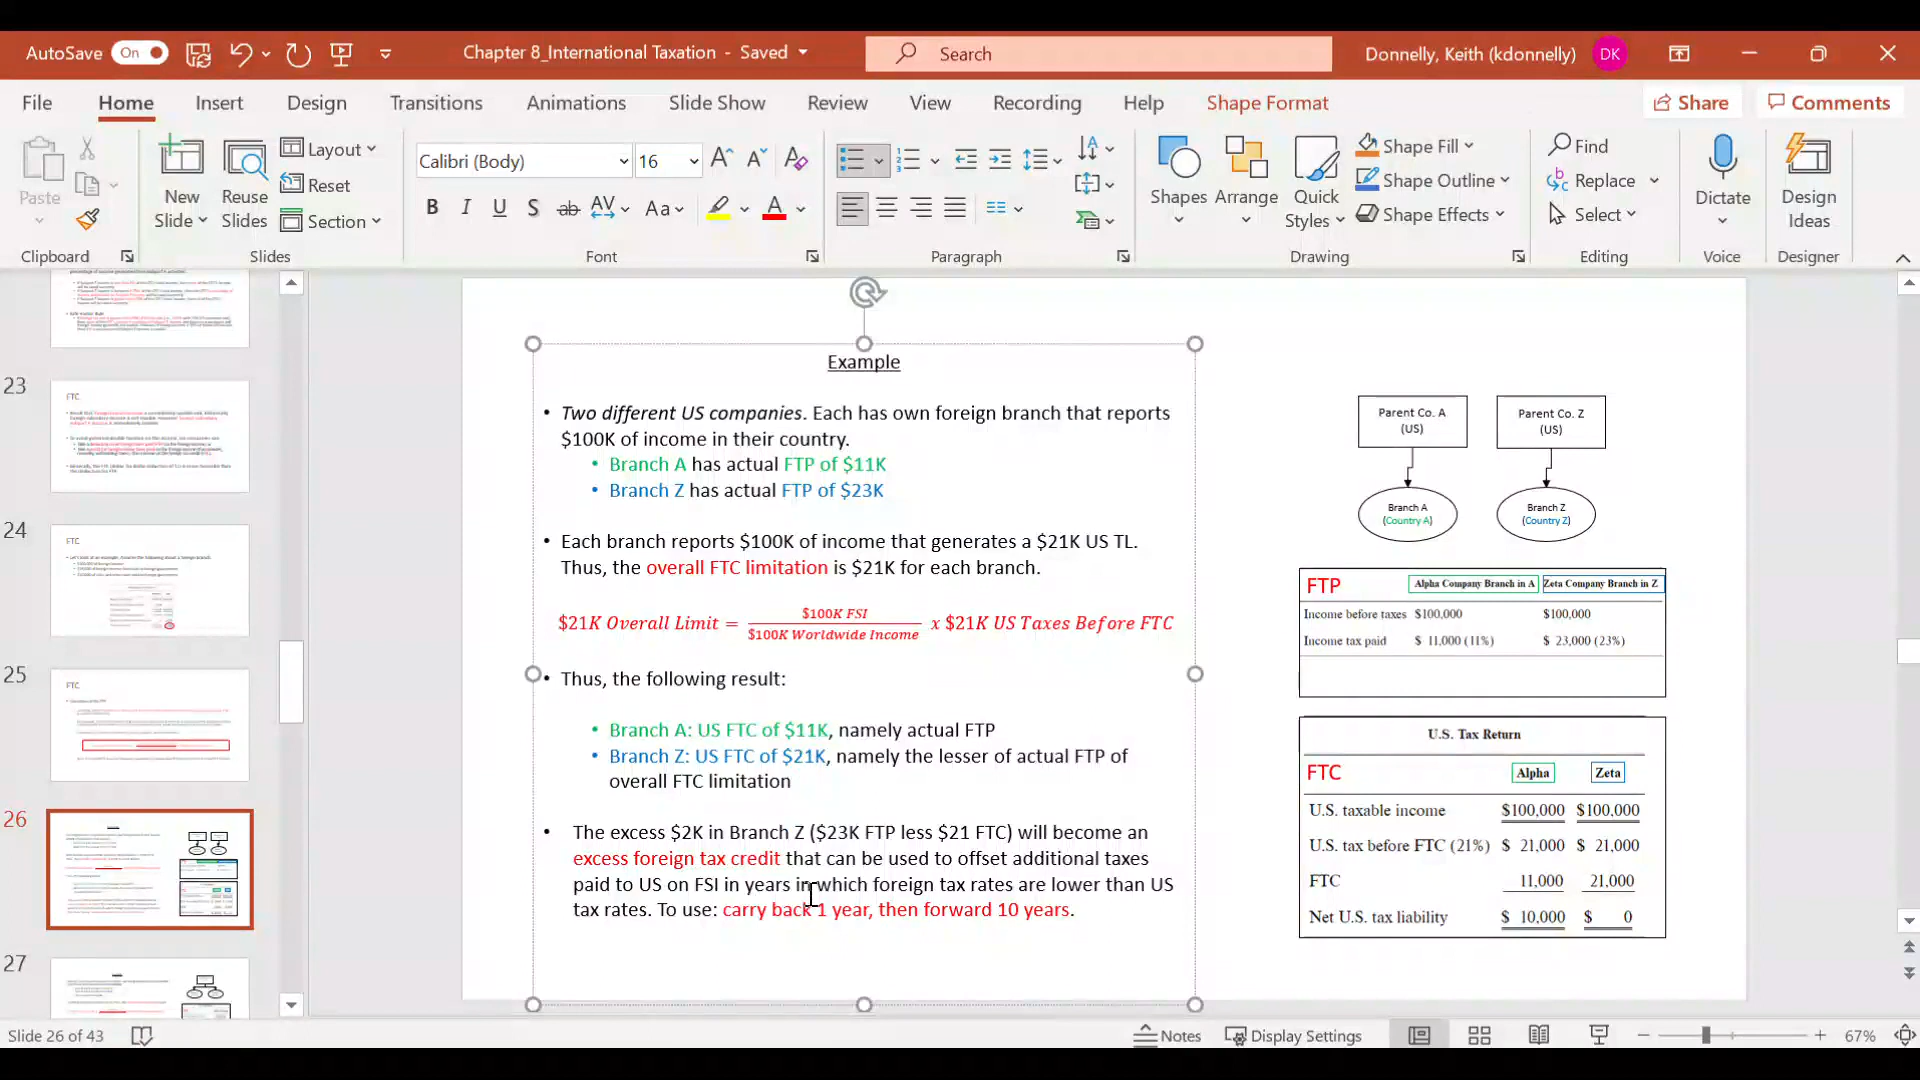 AutoSave On
Chapter 8_International Taxation - Saved
Search
Donnelly, Keith (kdonnelly) DK
File Home Insert Design Transitions Animations Slide Show Review View Recording Help Shape Format
Share Comments
Paste
New Slide
Reuse Slides
Layout
Reset
Section
Calibri (Body) 16
B I U S ab AV Aa A
Shapes
Arrange
Quick Styles
Shape Fill
Shape Outline
Shape Effects
Find
Replace
Select
Dictate
Design Ideas
Clipboard Slides Font Paragraph Drawing Editing Voice Designer
23
FTC
24
FTC
25
FTC
26
27
Example
• Two different US companies. Each has own foreign branch that reports
$100K of income in their country.
• Branch A has actual FTP of $11K
• Branch Z has actual FTP of $23K
• Each branch reports $100K of income that generates a $21K US TL.
Thus, the overall FTC limitation is $21K for each branch.
$21K Overall Limit = $100K FSI / $100K Worldwide Income x $21K US Taxes Before FTC
• Thus, the following result:
• Branch A: US FTC of $11K, namely actual FTP
• Branch Z: US FTC of $21K, namely the lesser of actual FTP of
overall FTC limitation
• The excess $2K in Branch Z ($23K FTP less $21 FTC) will become an
excess foreign tax credit that can be used to offset additional taxes
paid to US on FSI in years in which foreign tax rates are lower than US
tax rates. To use: carry back 1 year, then forward 10 years.
Parent Co. A
(US)
Parent Co. Z
(US)
Branch A
(Country A)
Branch Z
(Country Z)
FTP Alpha Company Branch in A Zeta Company Branch in Z
Income before taxes $100,000 $100,000
Income tax paid $ 11,000 (11%) $ 23,000 (23%)
U.S. Tax Return
FTC Alpha Zeta
U.S. taxable income $100,000 $100,000
U.S. tax before FTC (21%) $ 21,000 $ 21,000
FTC 11,000 21,000
Net U.S. tax liability $ 10,000 $ 0
Slide 26 of 43
Notes Display Settings 67%